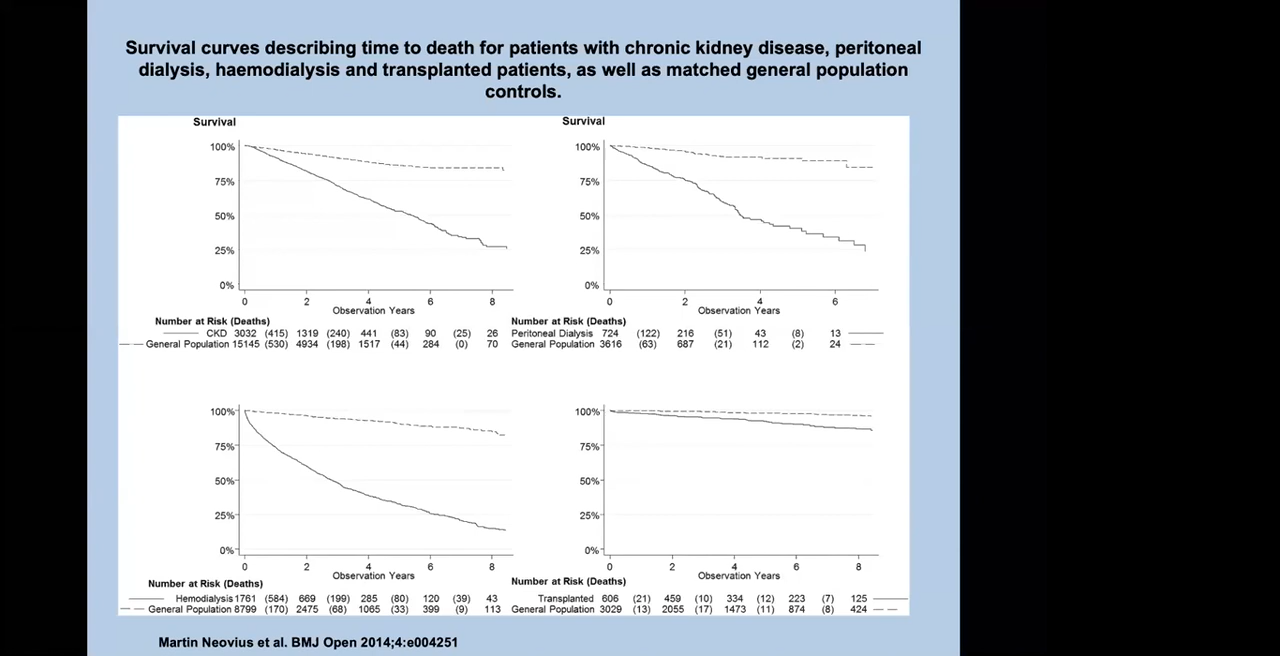 Survival curves describing time to death for patients with chronic kidney disease, peritoneal
dialysis, haemodialysis and transplanted patients, as well as matched general population
controls.
Survival
100%
75%
50%
25%
0%
0 2 4 6 8
Observation Years
Number at Risk (Deaths)
CKD 3032 (415) 1319 (240) 441 (83) 90 (25) 26
General Population 15145 (530) 4934 (198) 1517 (44) 284 (0) 70
Survival
100%
75%
50%
25%
0%
0 2 4 6
Observation Years
Number at Risk (Deaths)
Peritoneal Dialysis 724 (122) 216 (51) 43 (8) 13
General Population 3616 (63) 687 (21) 112 (2) 24
100%
75%
50%
25%
0%
0 2 4 6 8
Observation Years
Number at Risk (Deaths)
Hemodialysis 1761 (584) 669 (199) 285 (80) 120 (39) 43
General Population 8799 (170) 2475 (68) 1065 (33) 399 (9) 113
100%
75%
50%
25%
0%
0 2 4 6 8
Observation Years
Number at Risk (Deaths)
Transplanted 606 (21) 459 (10) 334 (12) 223 (7) 125
General Population 3029 (13) 2055 (17) 1473 (11) 874 (8) 424
Martin Neovius et al. BMJ Open 2014;4:e004251